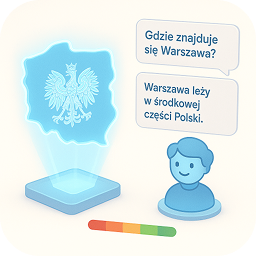 Gdzie znajduje
się Warszawa?
Warszawa leży
w środkowej
części Polski.